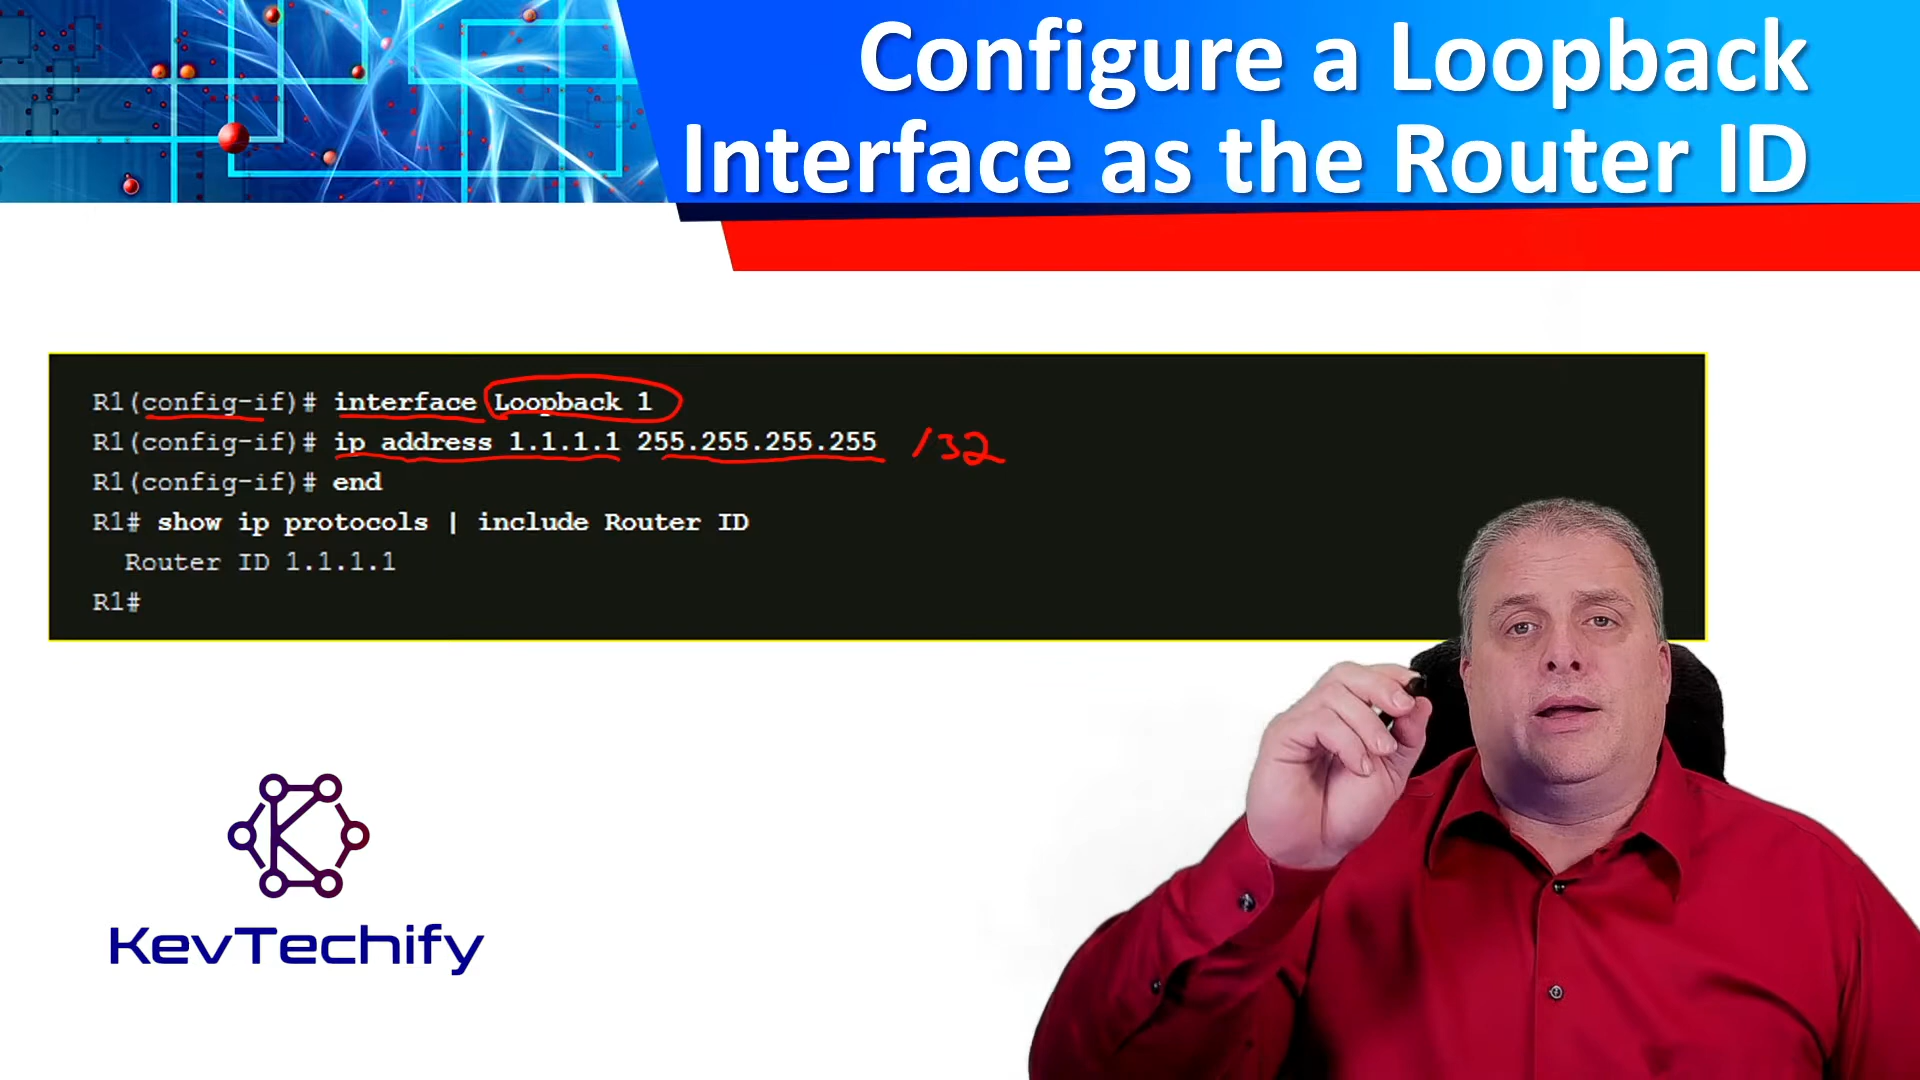 Configure a Loopback
Interface as the Router ID
R1(config-if)# interface Loopback 1
R1(config-if)# ip address 1.1.1.1 255.255.255.255 /32
R1(config-if)# end
R1# show ip protocols | include Router ID
Router ID 1.1.1.1
R1#
KevTechify